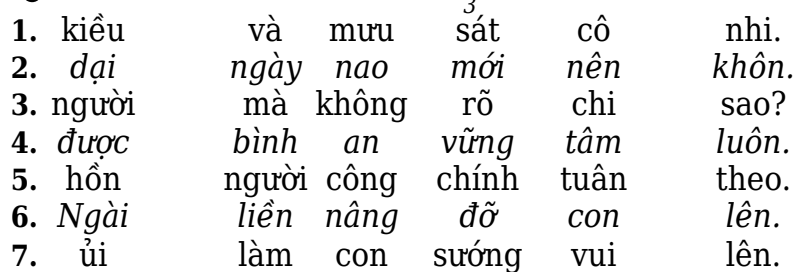 3
1. kiều và mưu sát cô nhi.
2. dại ngày nao mới nên khôn.
3. người mà không rõ chi sao?
4. được bình an vững tâm luôn.
5. hồn người công chính tuân theo.
6. Ngài liền nâng đỡ con lên.
7. ủi làm con sướng vui lên.